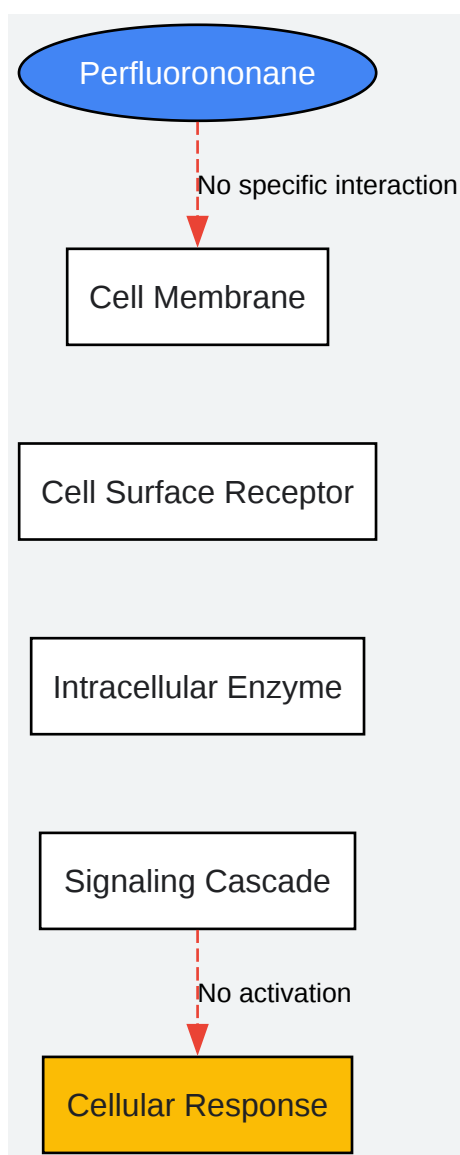 Perfluorononane
No specific interaction
Cell Membrane
Cell Surface Receptor
Intracellular Enzyme
Signaling Cascade
No activation
Cellular Response